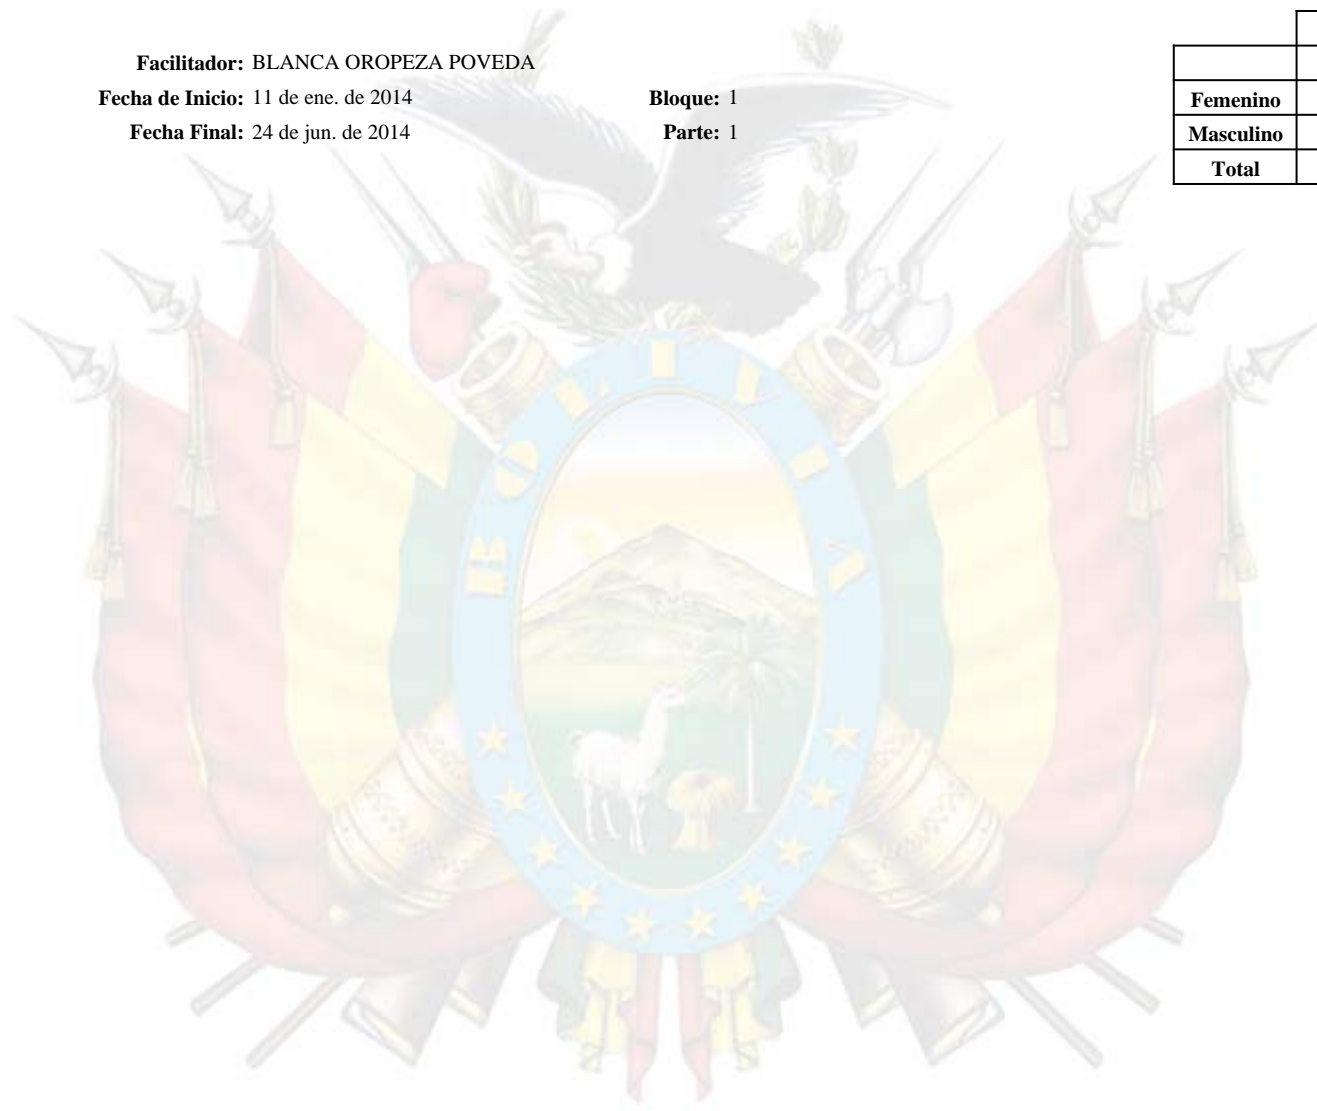 Facilitador: BLANCA OROPEZA POVEDA
Fecha de Inicio: 11 de ene. de 2014 Bloque: 1
Fecha Final: 24 de jun. de 2014 Parte: 1
Femenino
Masculino
Total
BOLIVIA